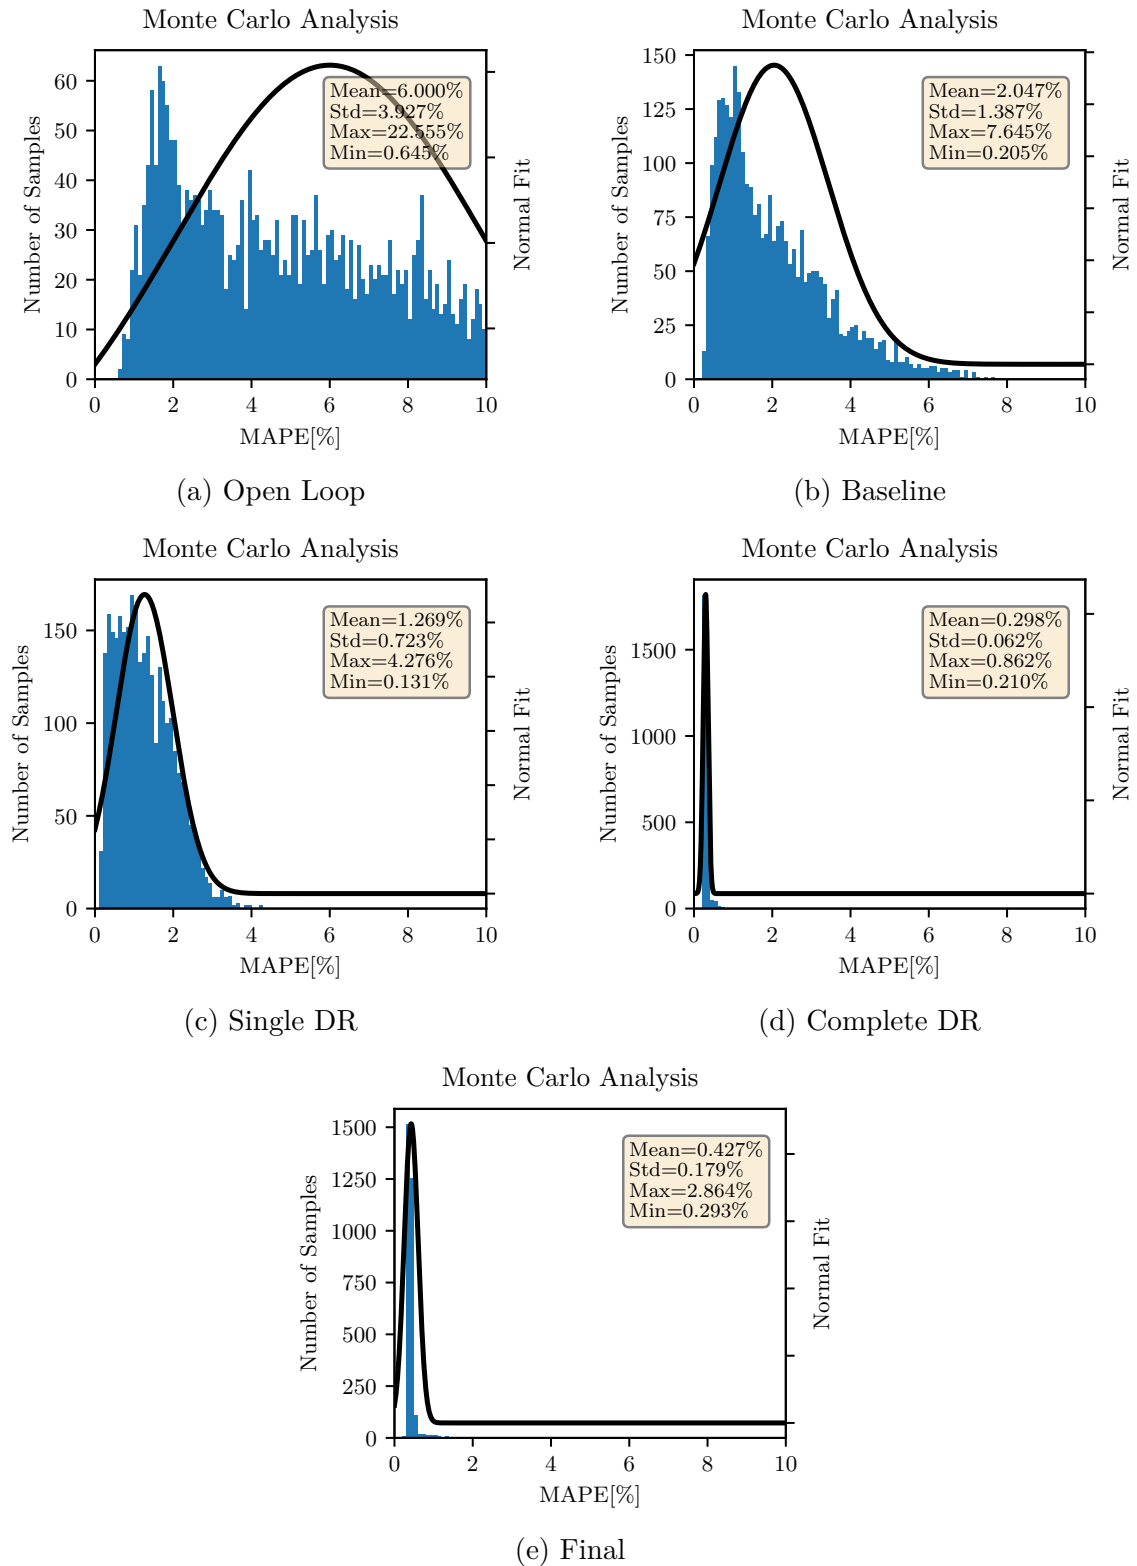 Monte Carlo Analysis
Number of Samples
60
50
40
30
20
10
0
Mean=6.000%
Std=3.927%
Max=22.555%
Min=0.645%
Normal Fit
0 2 4 6 8 10
MAPE[%]
(a) Open Loop
Monte Carlo Analysis
Number of Samples
150
125
100
75
50
25
0
Mean=2.047%
Std=1.387%
Max=7.645%
Min=0.205%
Normal Fit
0 2 4 6 8 10
MAPE[%]
(b) Baseline
Monte Carlo Analysis
Number of Samples
150
100
50
0
Mean=1.269%
Std=0.723%
Max=4.276%
Min=0.131%
Normal Fit
0 2 4 6 8 10
MAPE[%]
(c) Single DR
Monte Carlo Analysis
Number of Samples
1500
1000
500
0
Mean=0.298%
Std=0.062%
Max=0.862%
Min=0.210%
Normal Fit
0 2 4 6 8 10
MAPE[%]
(d) Complete DR
Monte Carlo Analysis
Number of Samples
1500
1250
1000
750
500
250
0
Mean=0.427%
Std=0.179%
Max=2.864%
Min=0.293%
Normal Fit
0 2 4 6 8 10
MAPE[%]
(e) Final